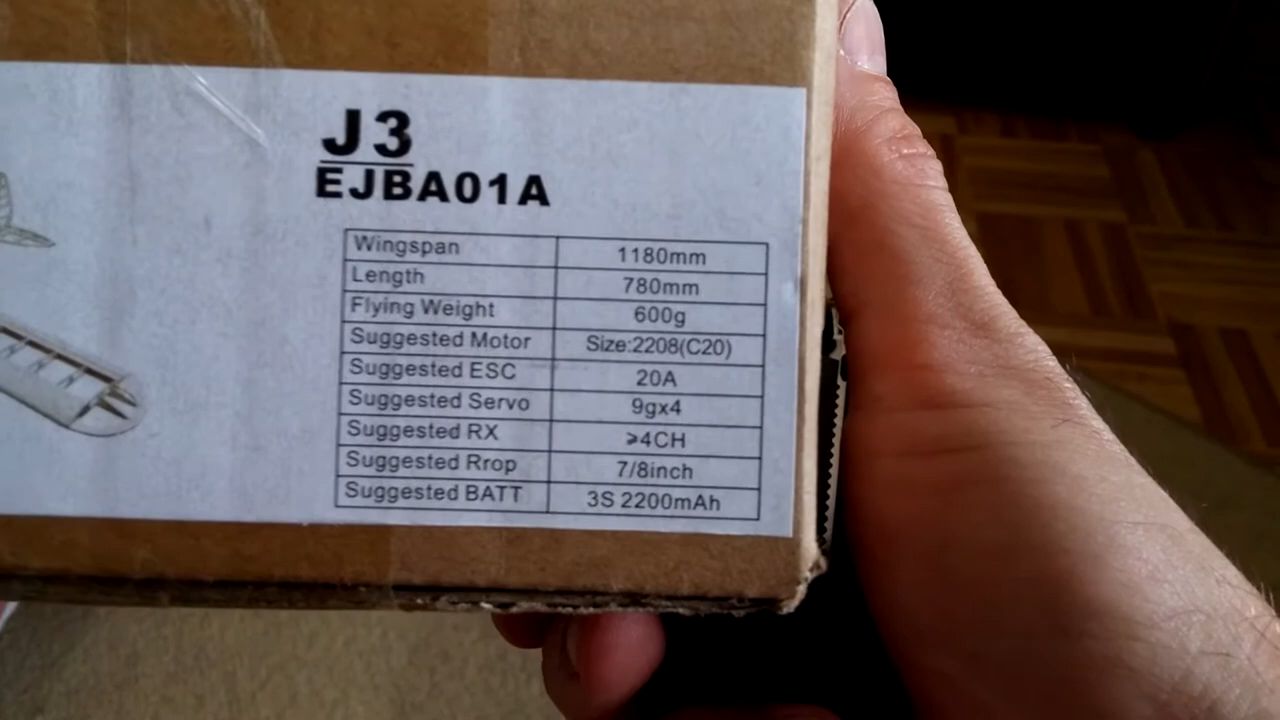 J3
EJBA01A
Wingspan 1180mm
Length 780mm
Flying Weight 600g
Suggested Motor Size:2208(C20)
Suggested ESC 20A
Suggested Servo 9gx4
Suggested RX ⩾4CH
Suggested Rrop 7/8inch
Suggested BATT 3S 2200mAh